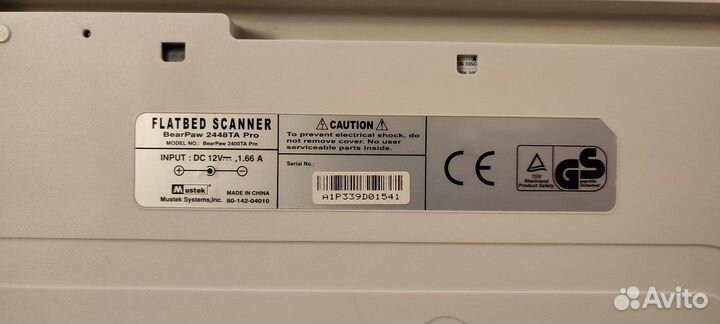 FLATBED SCANNER
BearPaw 2448TA Pro
MODEL NO.: BearPaw 2400TA Pro
INPUT : DC 12V⎓, 1.66 A
+ -
Mustek
MADE IN CHINA
Mustek Systems,Inc. 80-142-04010
CAUTION
To prevent electrical shock, do
not remove cover. No user
serviceable parts inside.
Serial No.:
A1P339D01541
CE
TÜV
Rheinland
Product Safety
GS
geprüfte
Sicherheit
Avito